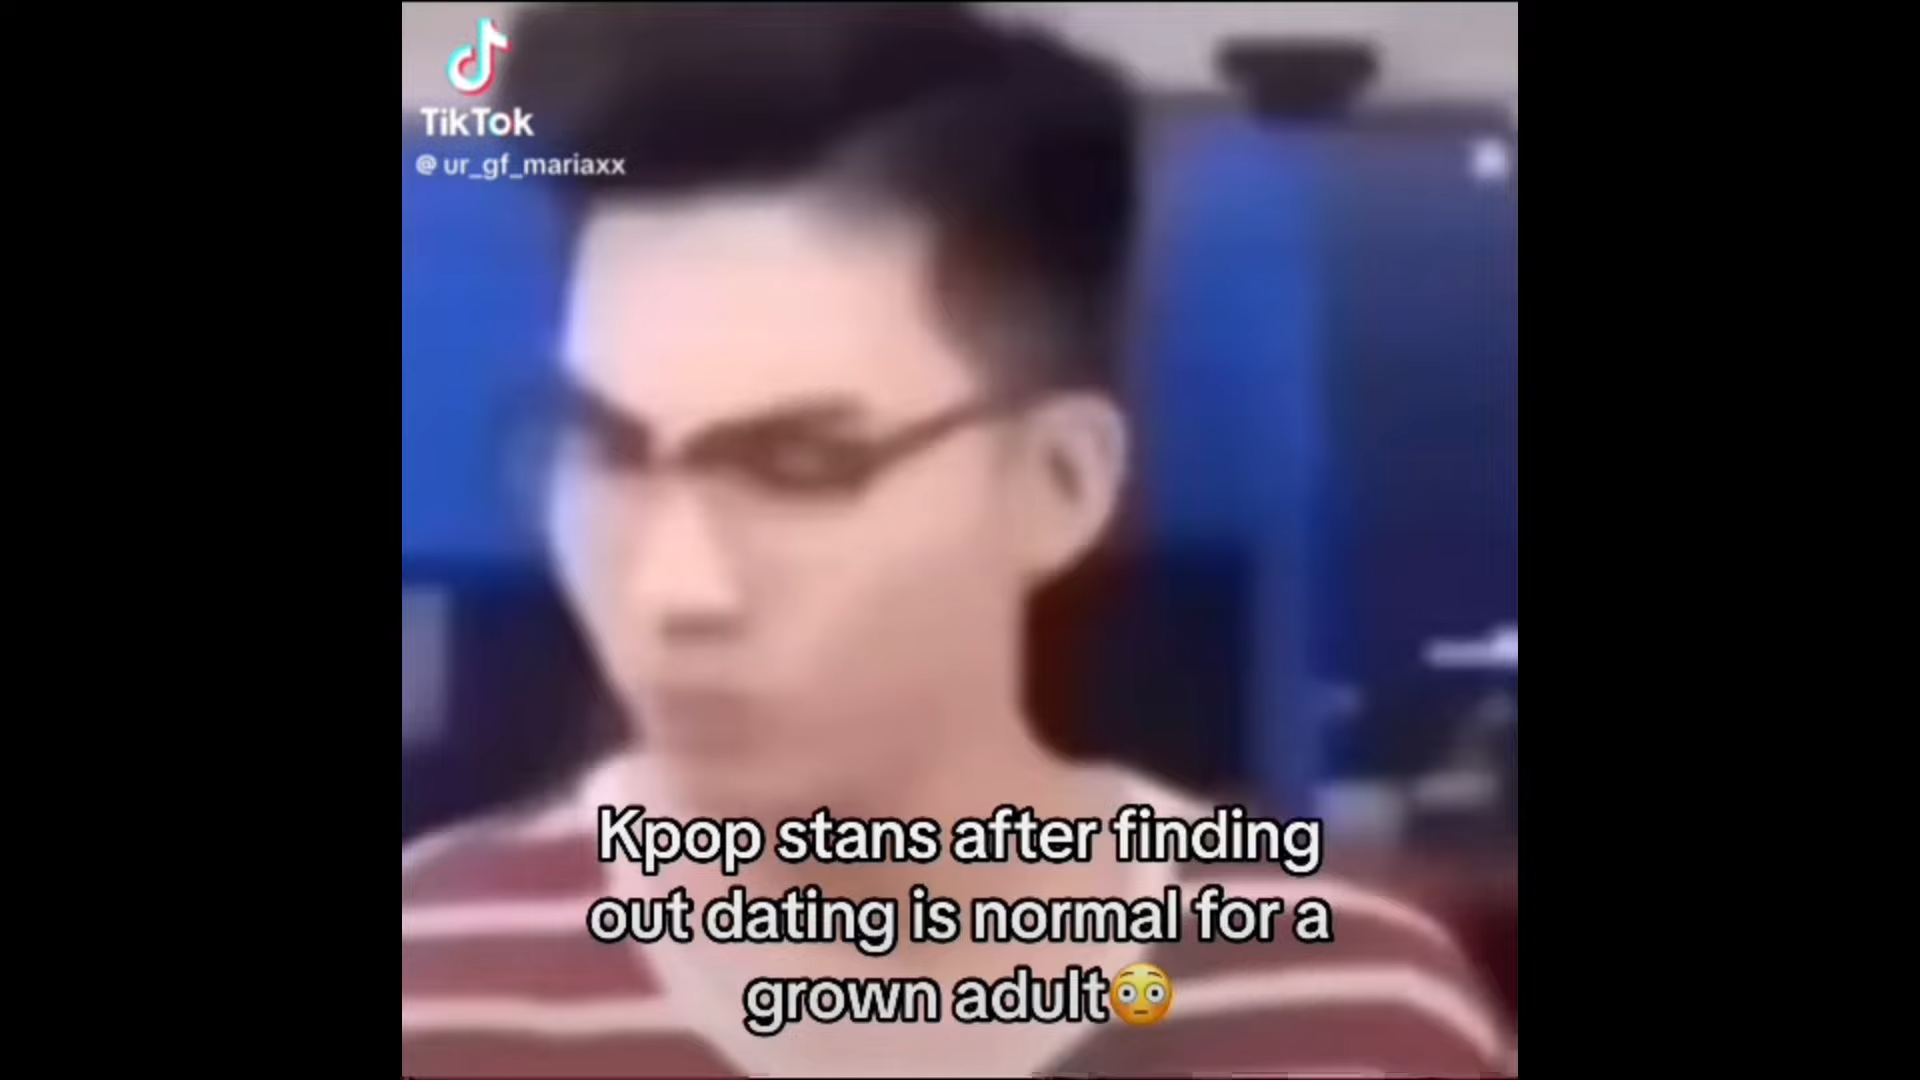 TikTok
@ ur_gf_mariaxx
Kpop stans after finding
out dating is normal for a
grown adult😳